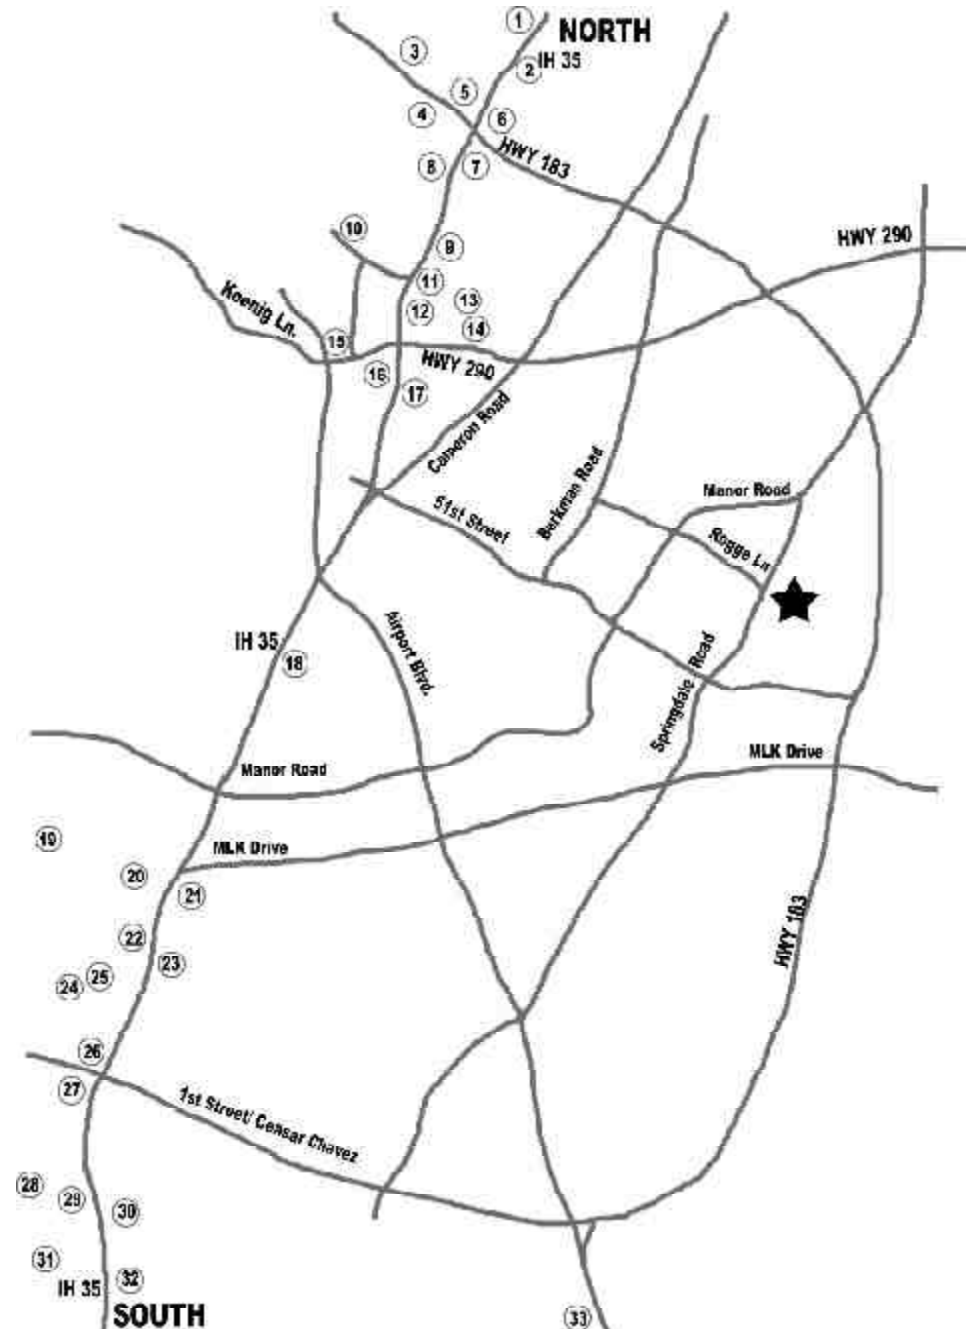 1
NORTH
3
2
IH 35
5
4
6
HWY 183
8
7
10
9
HWY 290
11
Koenig Ln.
13
12
14
15
HWY 290
16
17
Cameron Road
51st Street
Berkman Road
Manor Road
Rogge Ln
Airport Blvd.
IH 35
18
Springdale Road
MLK Drive
Manor Road
19
MLK Drive
20
21
22
HWY 183
23
25
24
26
27
1st Street/ Ceasar Chavez
28
29
30
31
IH 35
32
SOUTH
33